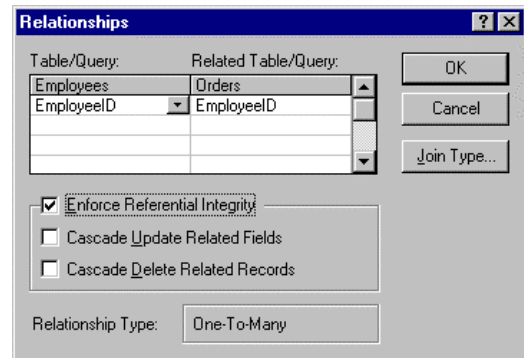 Relationships
Table/Query: Related Table/Query:
Employees Orders
EmployeeID EmployeeID
OK
Cancel
Join Type...
Enforce Referential Integrity
Cascade Update Related Fields
Cascade Delete Related Records
Relationship Type: One-To-Many